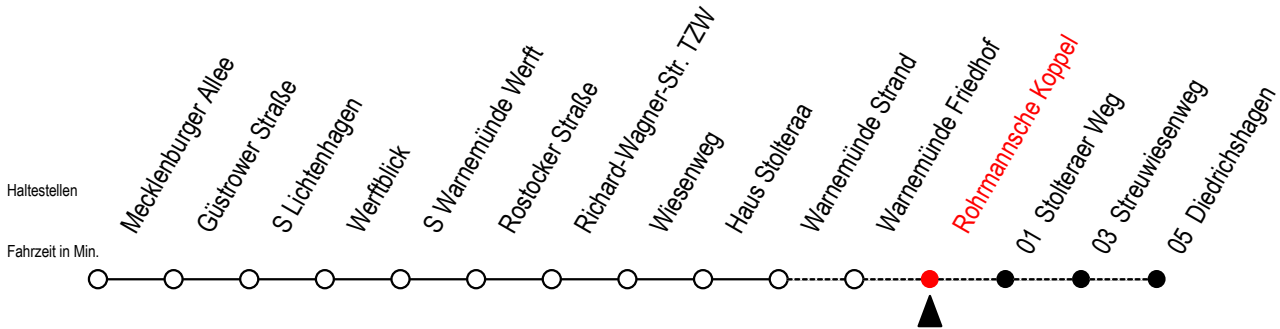 Haltestellen
Fahrzeit in Min.
Mecklenburger Allee
Güstrower Straße
S Lichtenhagen
Werftblick
S Warnemünde Werft
Rostocker Straße
Richard-Wagner-Str. TZW
Wiesenweg
Haus Stolteraa
Warnemünde Strand
Warnemünde Friedhof
Rohrmannsche Koppel
01 Stolteraer Weg
03 Streuwiesenweg
05 Diedrichshagen